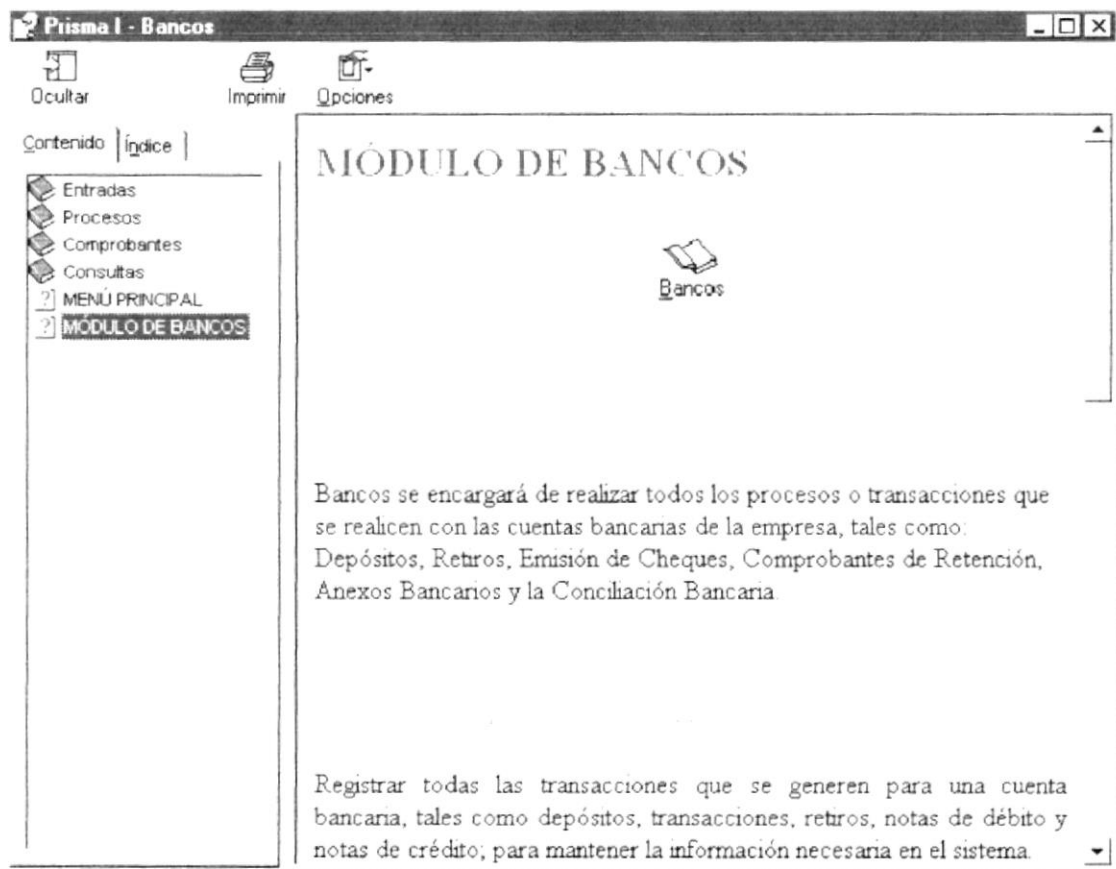 Prisma I - Bancos
Ocultar Imprimir Opciones
Contenido Índice
Entradas
Procesos
Comprobantes
Consultas
MENÚ PRINCIPAL
MÓDULO DE BANCOS
MÓDULO DE BANCOS
Bancos
Bancos se encargará de realizar todos los procesos o transacciones que
se realicen con las cuentas bancarias de la empresa, tales como:
Depósitos, Retiros, Emisión de Cheques, Comprobantes de Retención,
Anexos Bancarios y la Conciliación Bancaria.
Registrar todas las transacciones que se generen para una cuenta
bancaria, tales como depósitos, transacciones, retiros, notas de débito y
notas de crédito; para mantener la información necesaria en el sistema.